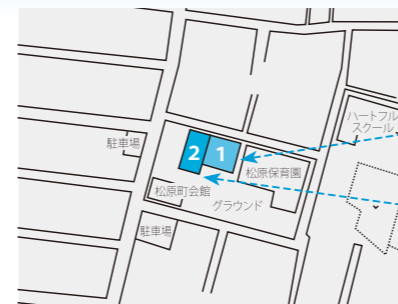 ハートフル
スクール
駐車場
2
1
松原保育園
松原町会館
グラウンド
駐車場